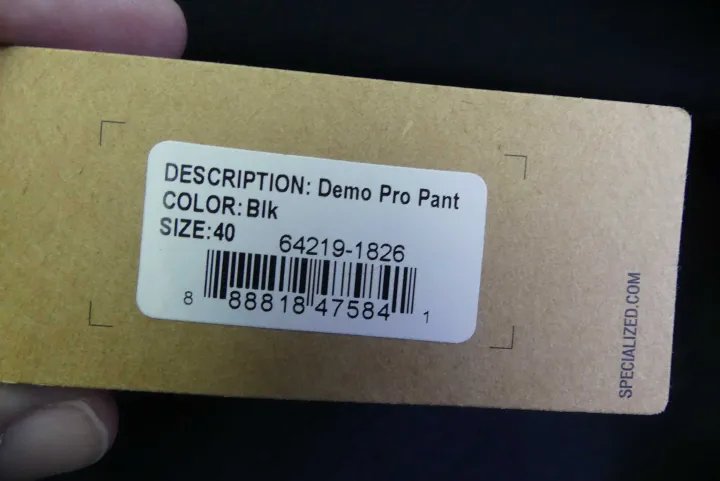 DESCRIPTION: Demo Pro Pant
COLOR: Blk
SIZE:40
64219-1826
8 88818 47584 1
SPECIALIZED.COM